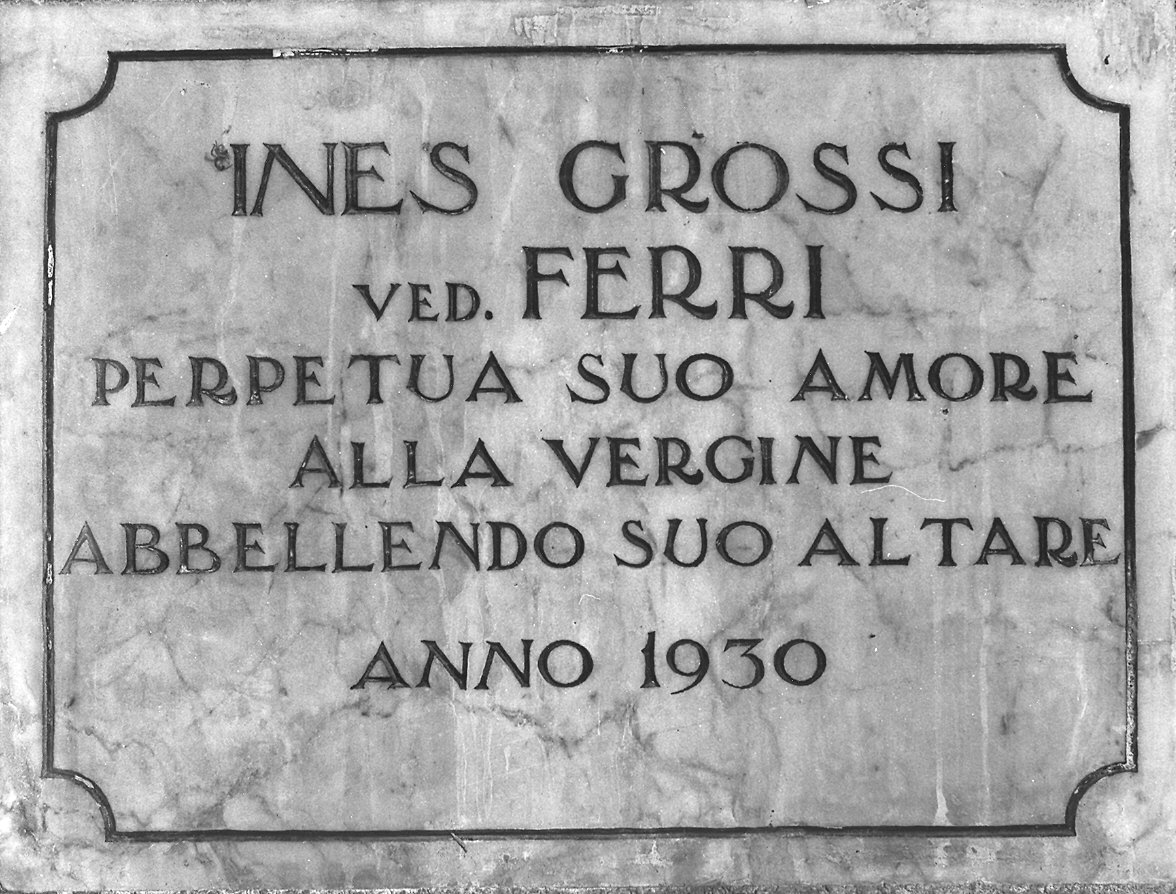 INES GROSSI
VED. FERRI
PERPETUA SUO AMORE
ALLA VERGINE
ABBELLENDO SUO ALTARE
ANNO 1930